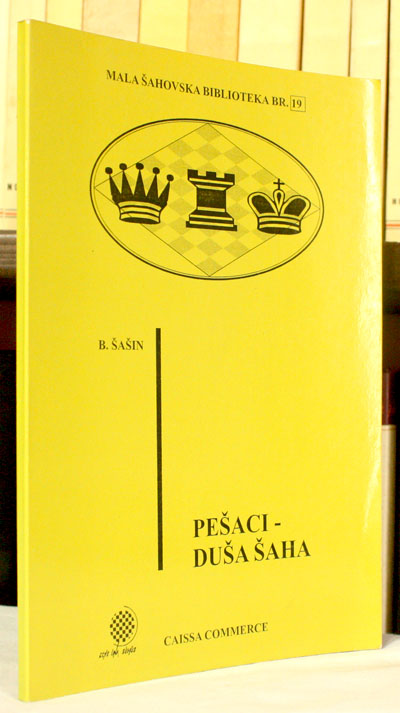 MALA ŠAHOVSKA BIBLIOTEKA BR. 19
B. ŠAŠIN
PEŠACI -
DUŠA ŠAHA
CAISSA COMMERCE